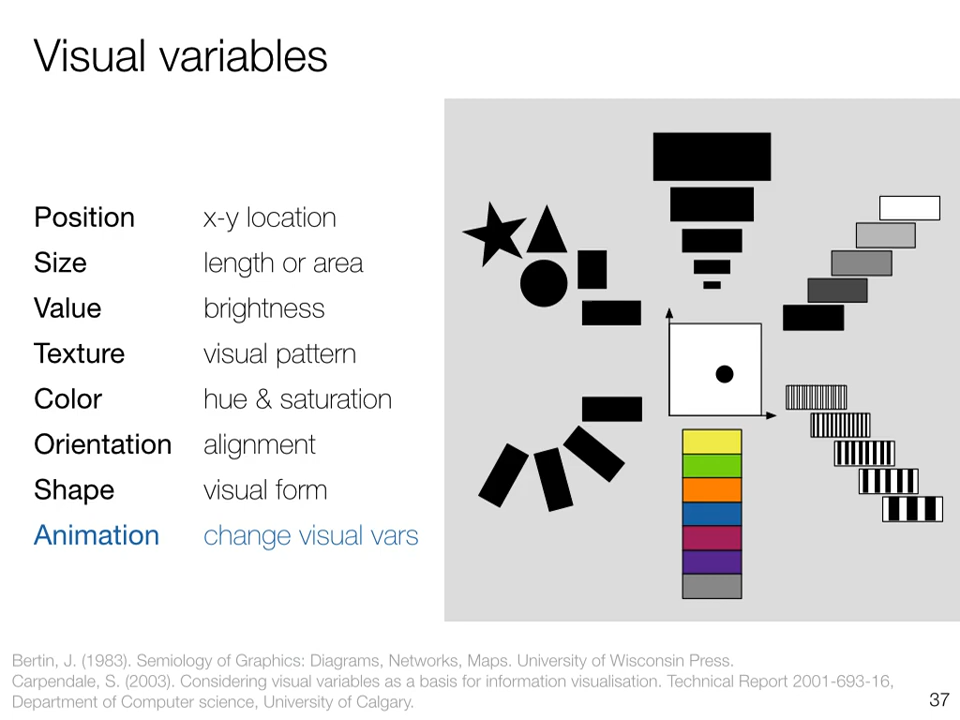 Visual variables
Position x-y location
Size length or area
Value brightness
Texture visual pattern
Color hue & saturation
Orientation alignment
Shape visual form
Animation change visual vars
Bertin, J. (1983). Semiology of Graphics: Diagrams, Networks, Maps. University of Wisconsin Press.
Carpendale, S. (2003). Considering visual variables as a basis for information visualisation. Technical Report 2001-693-16,
Department of Computer science, University of Calgary.
37